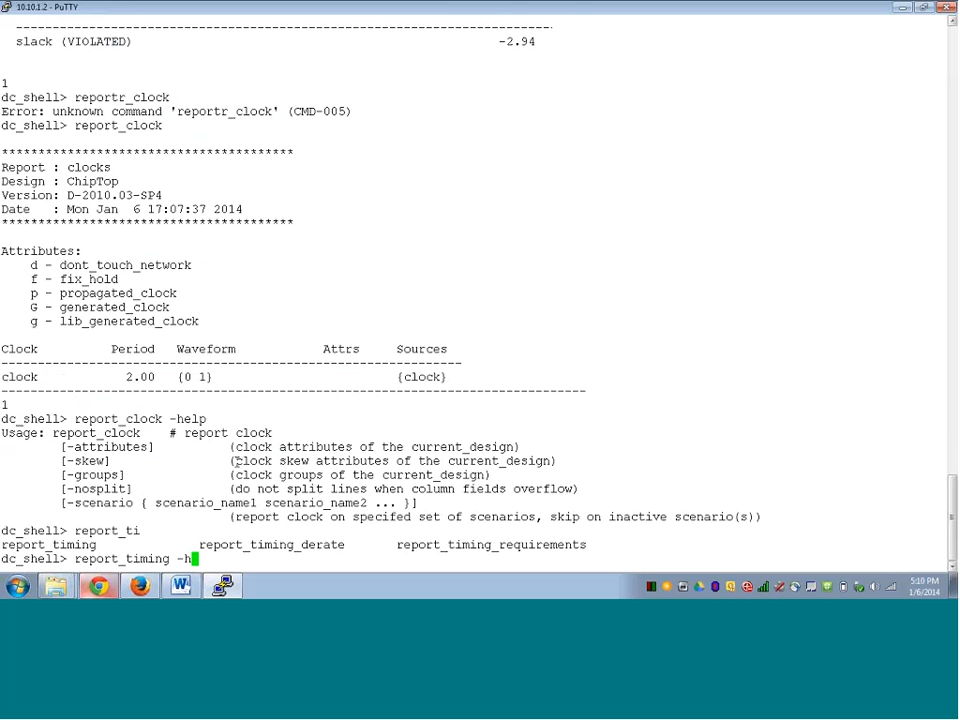 10.10.1.2 - PuTTY
------------------------------------------------------------------------
slack (VIOLATED) -2.94
1
dc_shell> reportr_clock
Error: unknown command 'reportr_clock' (CMD-005)
dc_shell> report_clock
****************************************
Report : clocks
Design : ChipTop
Version: D-2010.03-SP4
Date   : Mon Jan  6 17:07:37 2014
****************************************
Attributes:
d - dont_touch_network
f - fix_hold
p - propagated_clock
G - generated_clock
g - lib_generated_clock
Clock Period Waveform Attrs Sources
--------------------------------------------------------------
clock 2.00 {0 1} {clock}
--------------------------------------------------------------------------------
1
dc_shell> report_clock -help
Usage: report_clock # report clock
[-attributes] (clock attributes of the current_design)
[-skew] (clock skew attributes of the current_design)
[-groups] (clock groups of the current_design)
[-nosplit] (do not split lines when column fields overflow)
[-scenario { scenario_name1 scenario_name2 ... }]
(report clock on specifed set of scenarios, skip on inactive scenario(s))
dc_shell> report_ti
report_timing report_timing_derate report_timing_requirements
dc_shell> report_timing -h
5:10 PM
1/6/2014